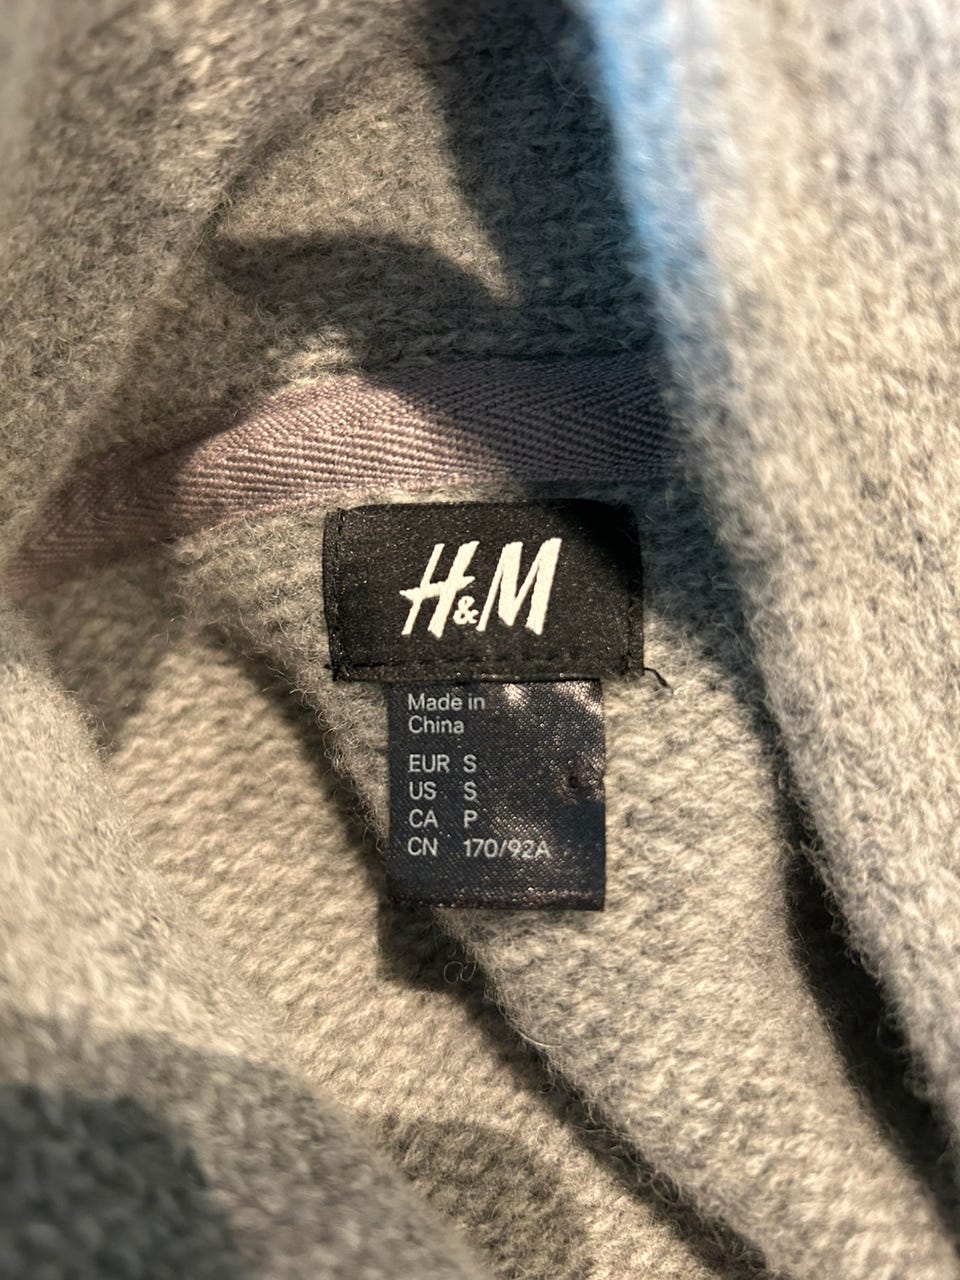 H&M
Made in
China
EUR S
US S
CA P
CN 170/92A